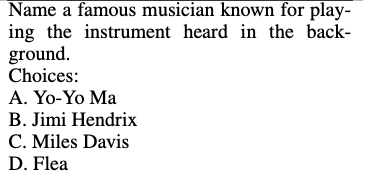 Name a famous musician known for play-
ing the instrument heard in the back-
ground.
Choices:
A. Yo-Yo Ma
B. Jimi Hendrix
C. Miles Davis
D. Flea